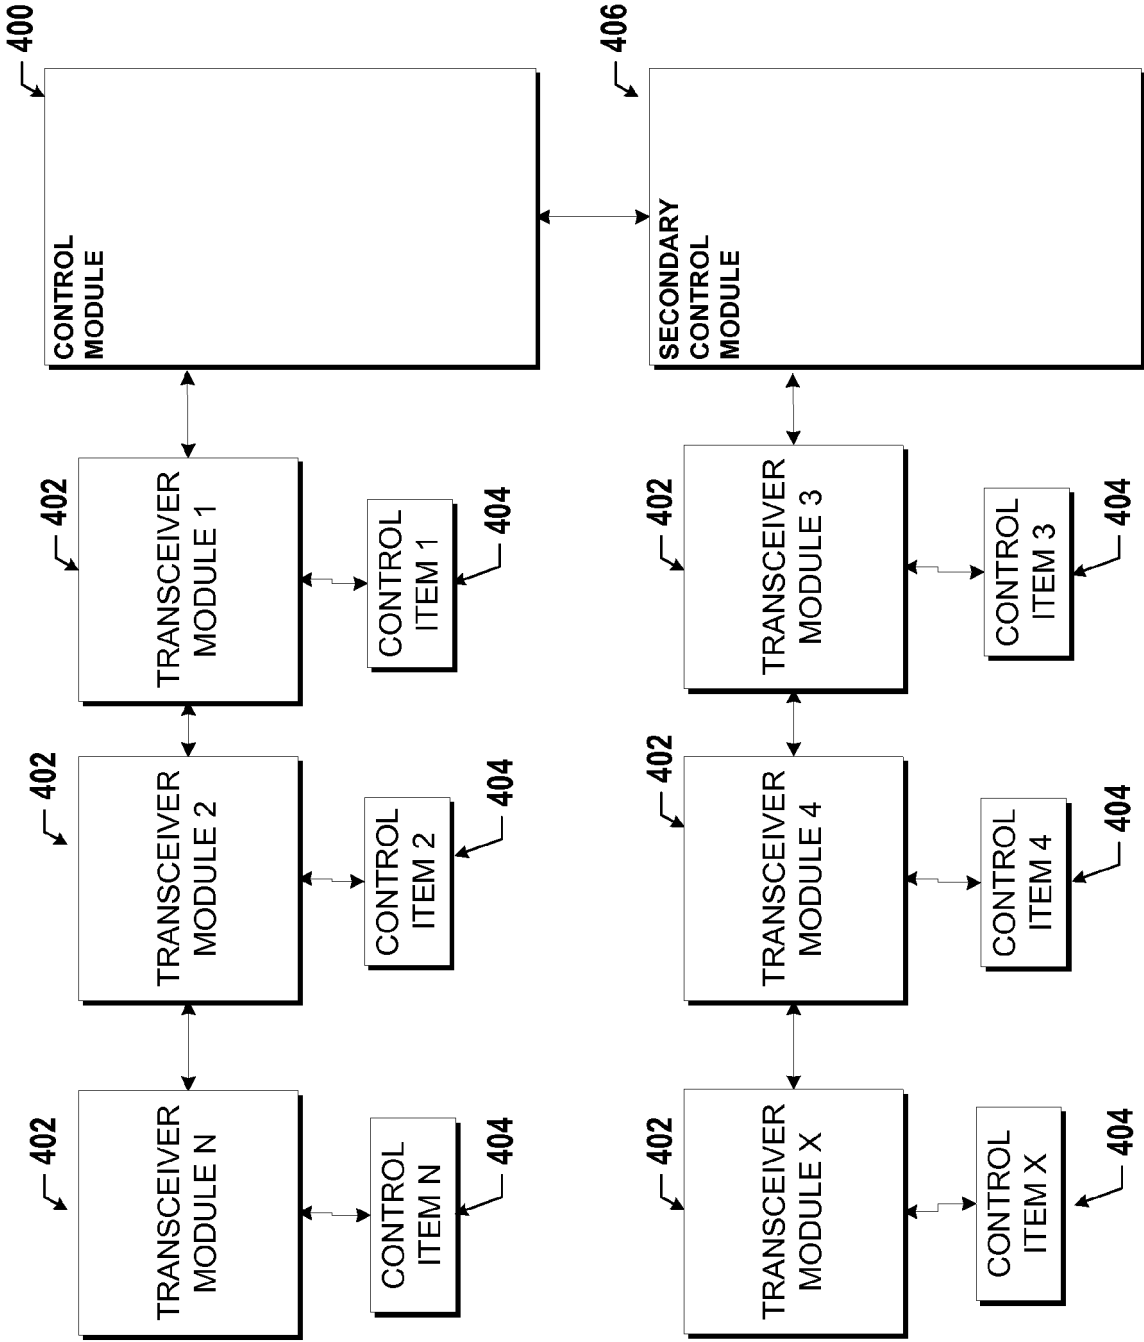 400
CONTROL
MODULE
402
TRANSCEIVER
MODULE 1
CONTROL
ITEM 1
404
402
TRANSCEIVER
MODULE 2
CONTROL
ITEM 2
404
402
TRANSCEIVER
MODULE N
CONTROL
ITEM N
404
406
SECONDARY
CONTROL
MODULE
402
TRANSCEIVER
MODULE 3
CONTROL
ITEM 3
404
402
TRANSCEIVER
MODULE 4
CONTROL
ITEM 4
404
402
TRANSCEIVER
MODULE X
CONTROL
ITEM X
404